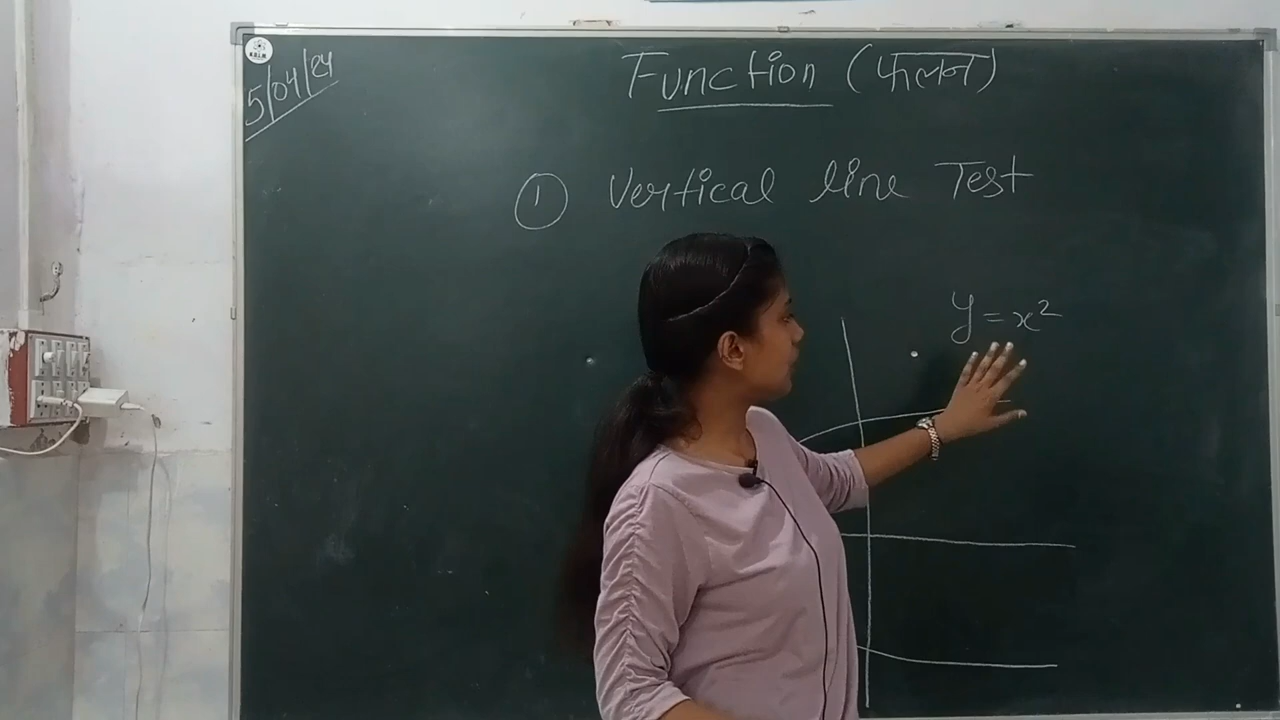 5/04/24
Function (फलन)
① Vertical line Test
y = x²